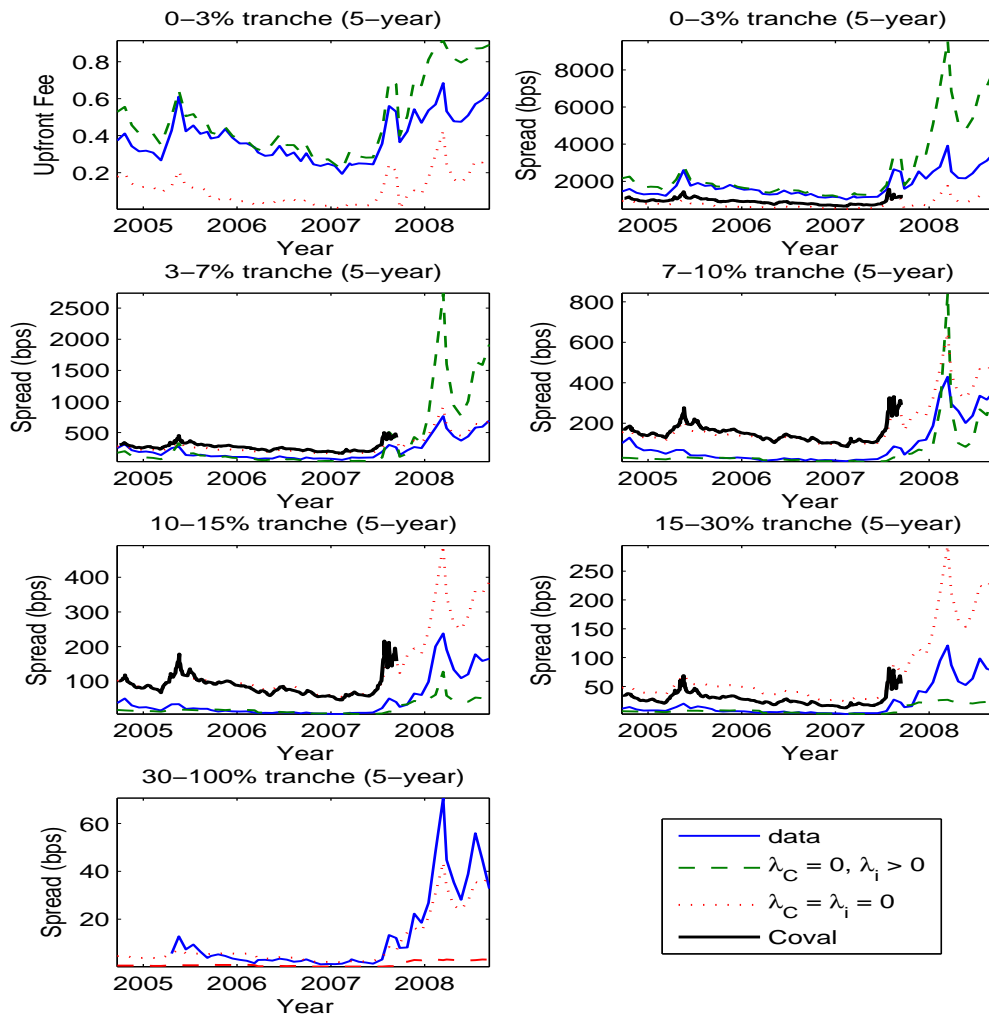 0−3% tranche (5−year)
Upfront Fee
0.8
0.6
0.4
0.2
2005 2006 2007 2008
Year
0−3% tranche (5−year)
Spread (bps)
8000
6000
4000
2000
2005 2006 2007 2008
Year
3−7% tranche (5−year)
Spread (bps)
2500
2000
1500
1000
500
2005 2006 2007 2008
Year
7−10% tranche (5−year)
Spread (bps)
800
600
400
200
2005 2006 2007 2008
Year
10−15% tranche (5−year)
Spread (bps)
400
300
200
100
2005 2006 2007 2008
Year
15−30% tranche (5−year)
Spread (bps)
250
200
150
100
50
2005 2006 2007 2008
Year
30−100% tranche (5−year)
Spread (bps)
60
40
20
2005 2006 2007 2008
Year
data
λ_C = 0, λ_i > 0
λ_C = λ_i = 0
Coval